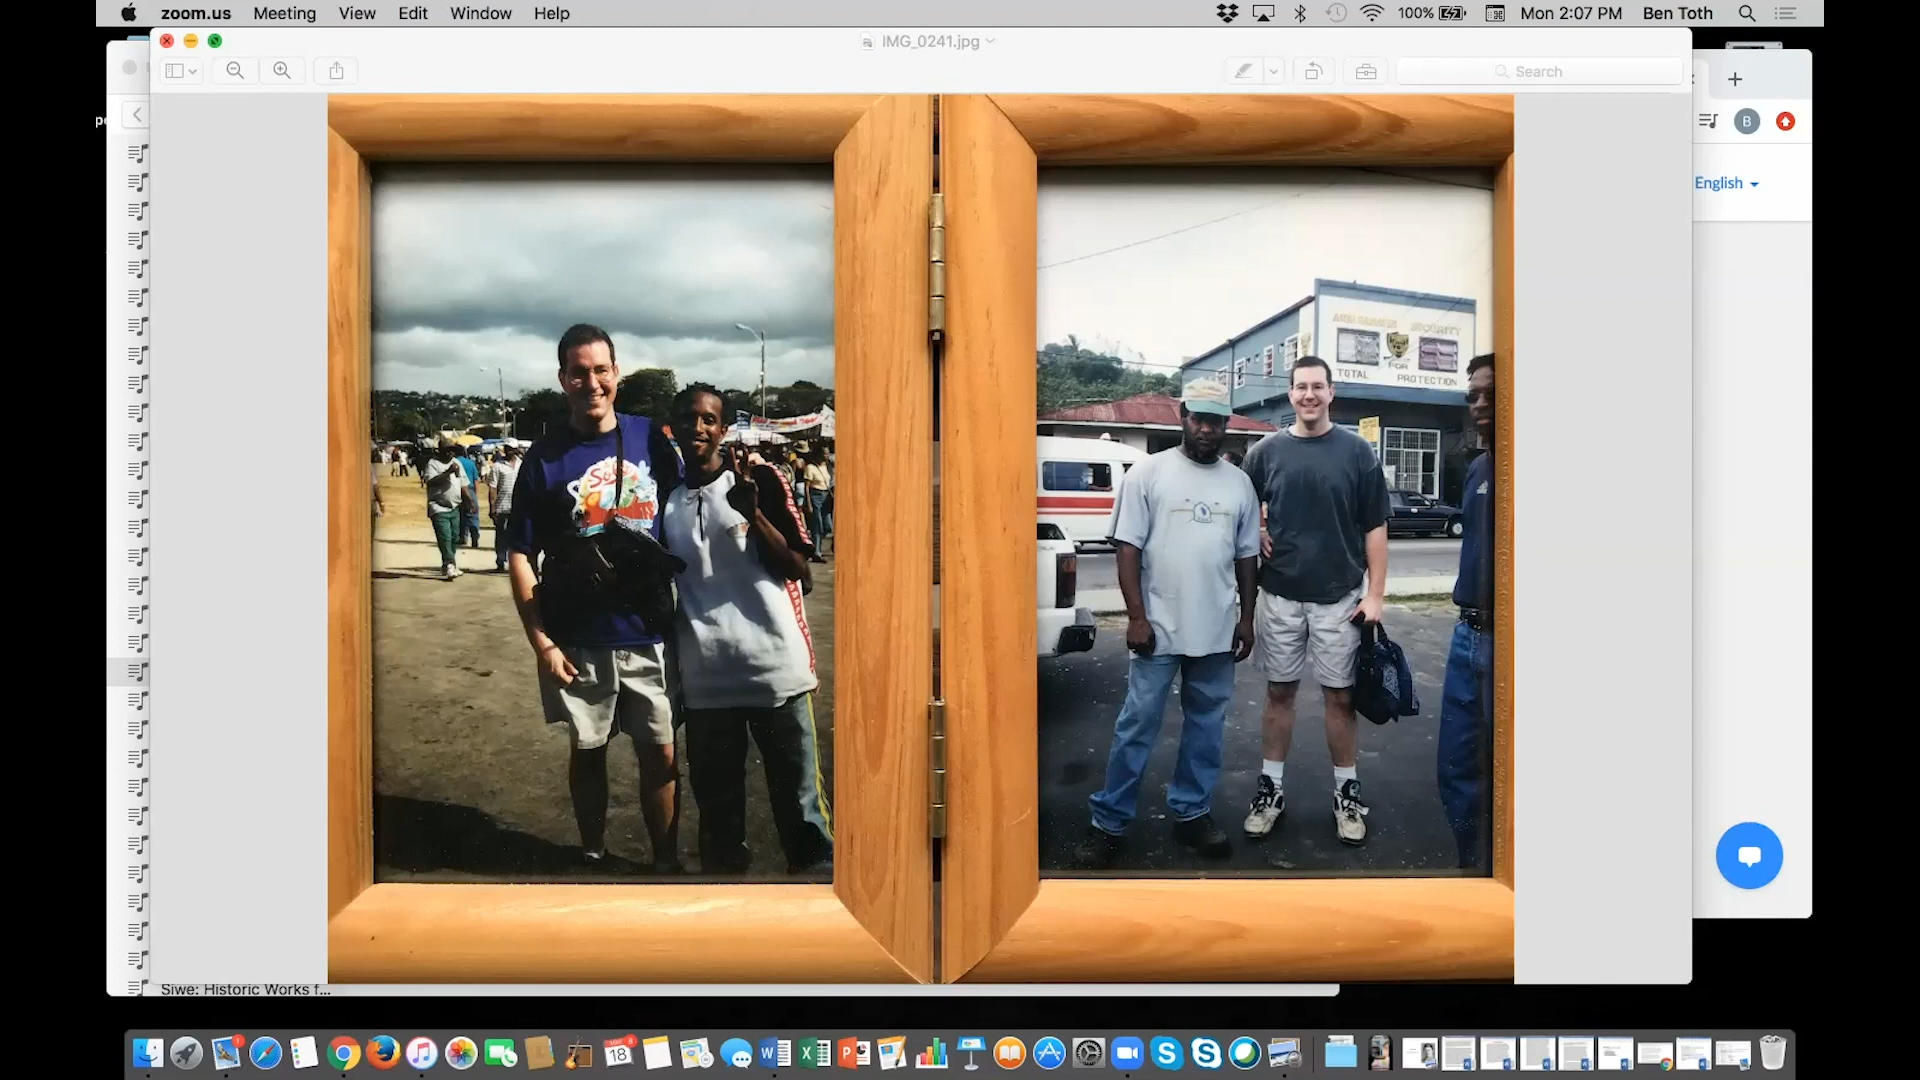 zoom.us Meeting View Edit Window Help 100% Mon 2:07 PM Ben Toth
IMG_0241.jpg
Search
B
English
TOTAL FOR PROTECTION
SECURITY
Siwe: Historic Works f...
18